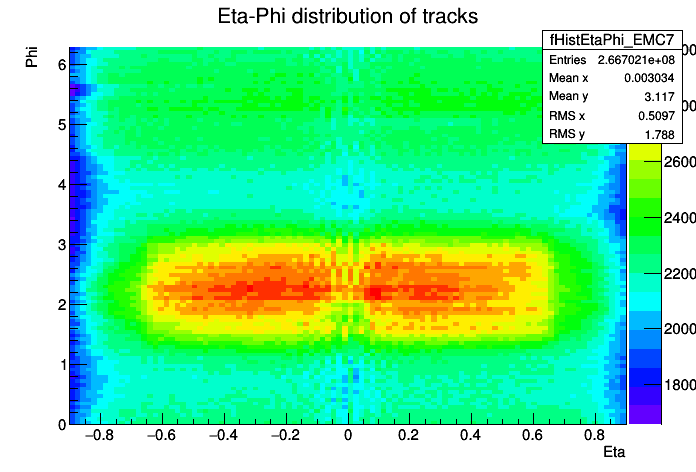 Eta-Phi distribution of tracks
fHistEtaPhi_EMC7
Entries 2.667021e+08
Mean x 0.003034
Mean y 3.117
RMS x 0.5097
RMS y 1.788
Phi
6
5
4
3
2
1
0
−0.8 −0.6 −0.4 −0.2 0 0.2 0.4 0.6 0.8
Eta
2600
2400
2200
2000
1800